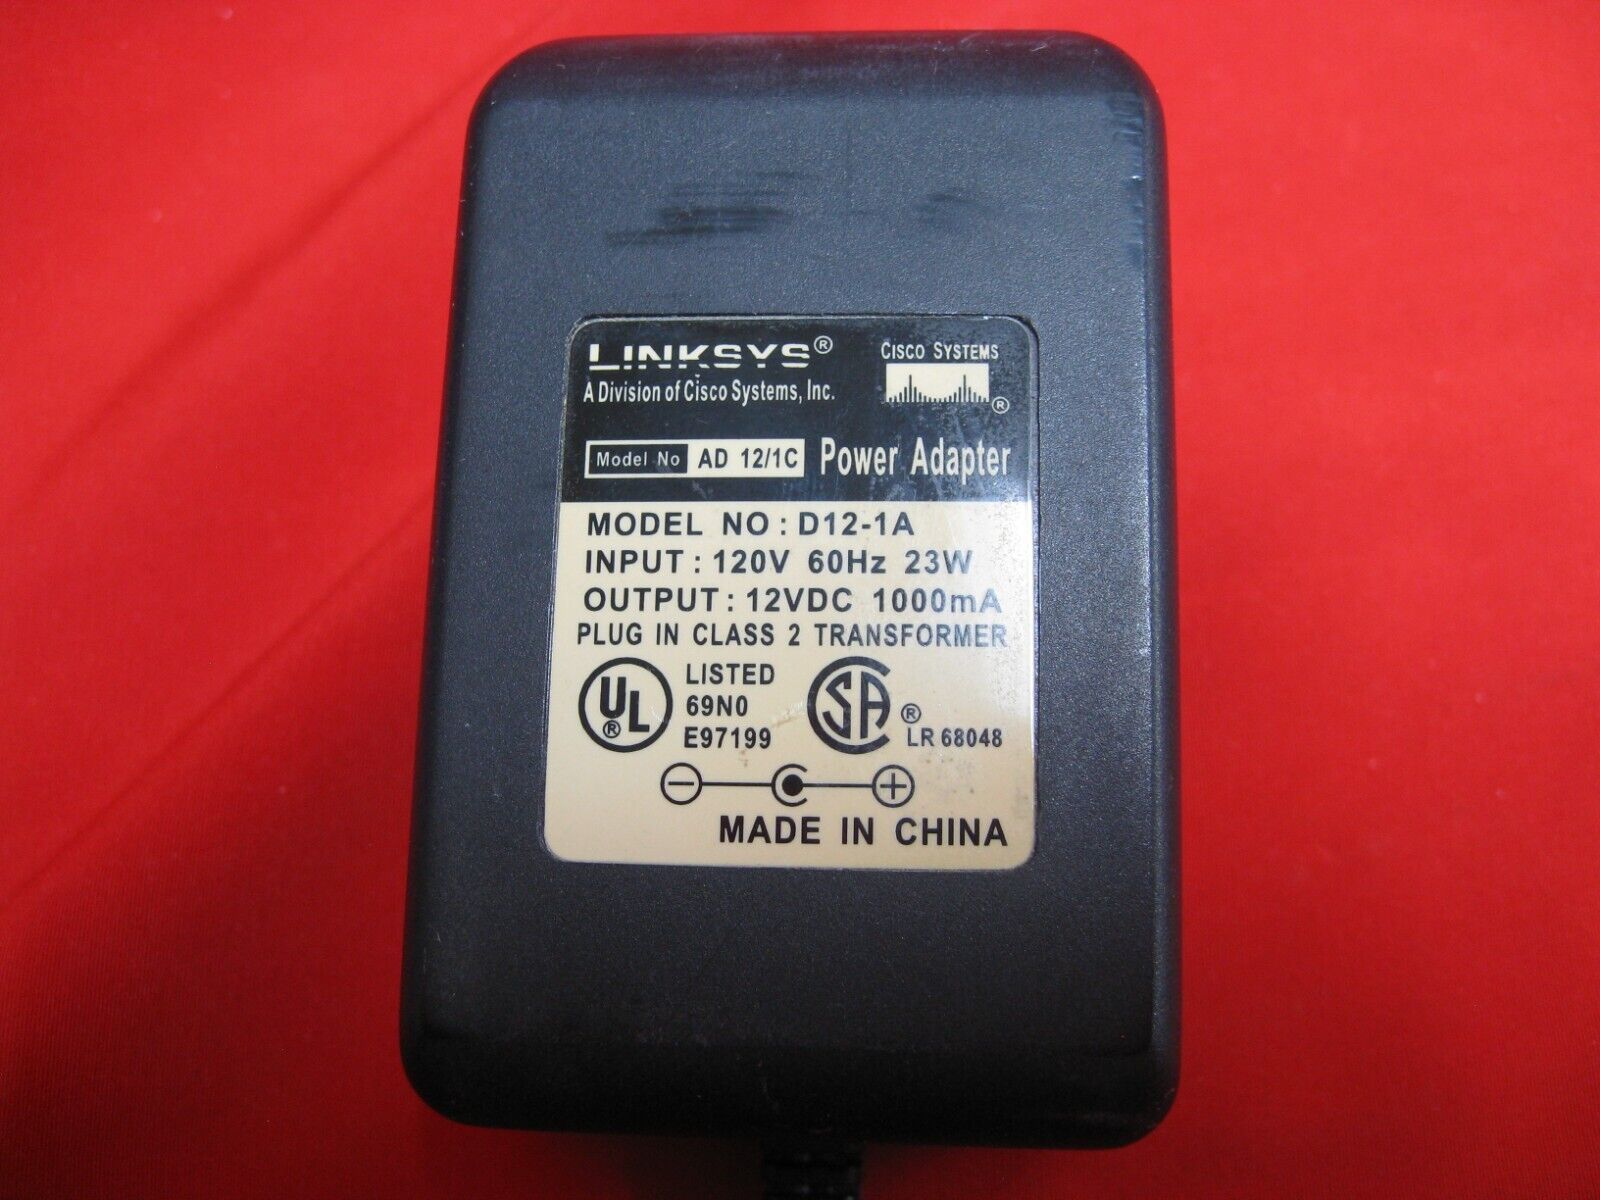 LINKSYS®
CISCO SYSTEMS
A Division of Cisco Systems, Inc.
®
Model No AD 12/1C Power Adapter
MODEL NO : D12-1A
INPUT : 120V 60Hz 23W
OUTPUT : 12VDC 1000mA
PLUG IN CLASS 2 TRANSFORMER
UL® LISTED
69N0
E97199
SA ®
LR 68048
MADE IN CHINA